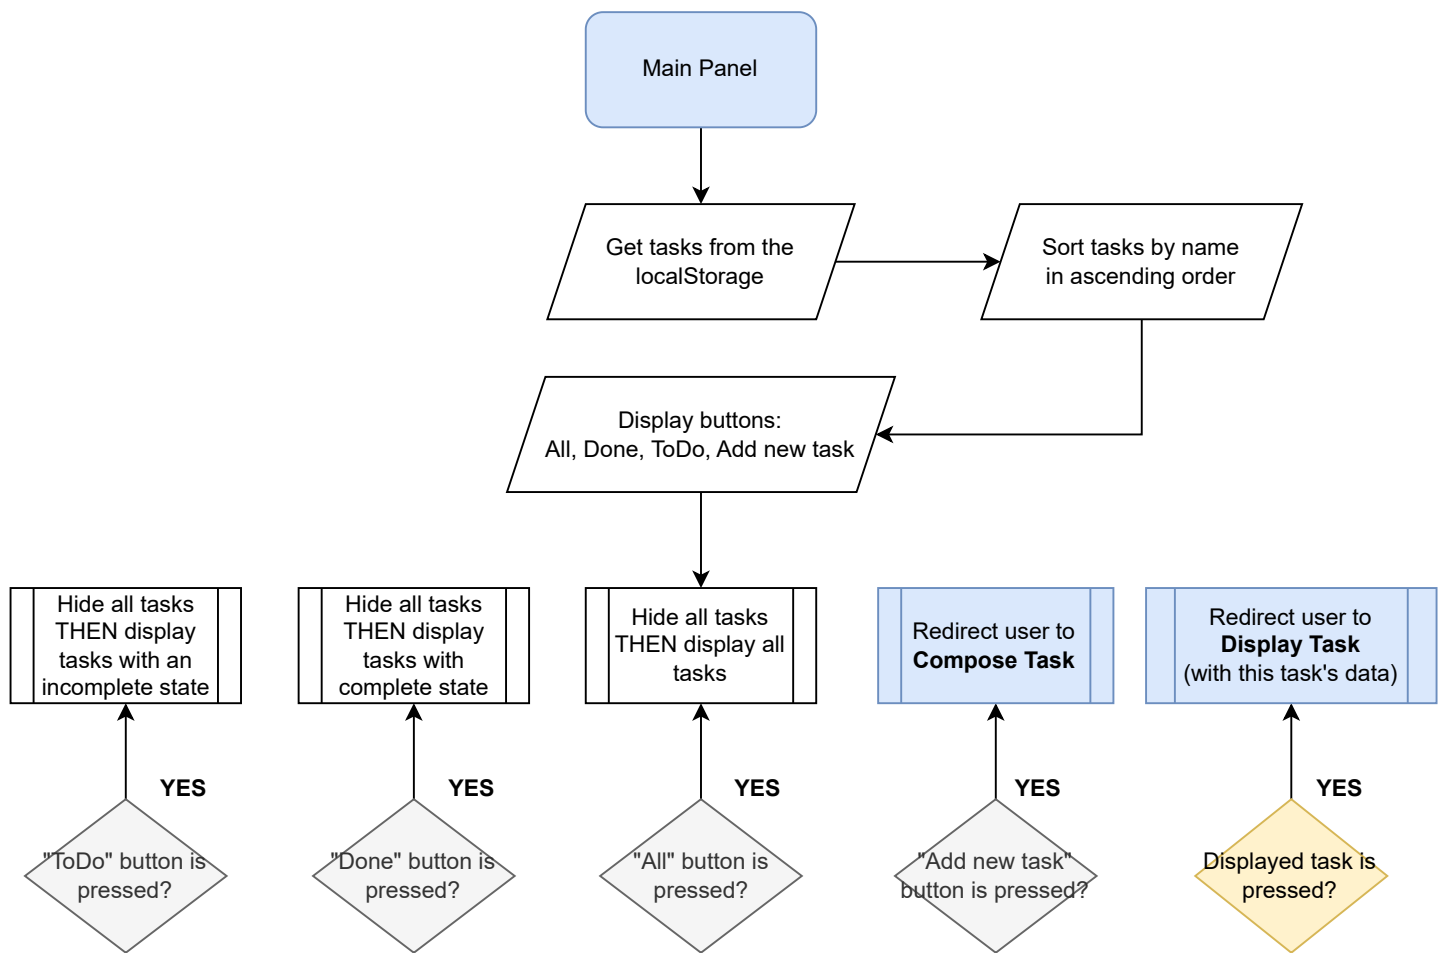 Main Panel
Get tasks from the
localStorage
Sort tasks by name
in ascending order
Display buttons:
All, Done, ToDo, Add new task
Hide all tasks
THEN display
tasks with an
incomplete state
Hide all tasks
THEN display
tasks with
complete state
Hide all tasks
THEN display all
tasks
Redirect user to
Compose Task
Redirect user to
Display Task
(with this task's data)
YES
YES
YES
YES
YES
"ToDo" button is
pressed?
"Done" button is
pressed?
"All" button is
pressed?
"Add new task"
button is pressed?
Displayed task is
pressed?